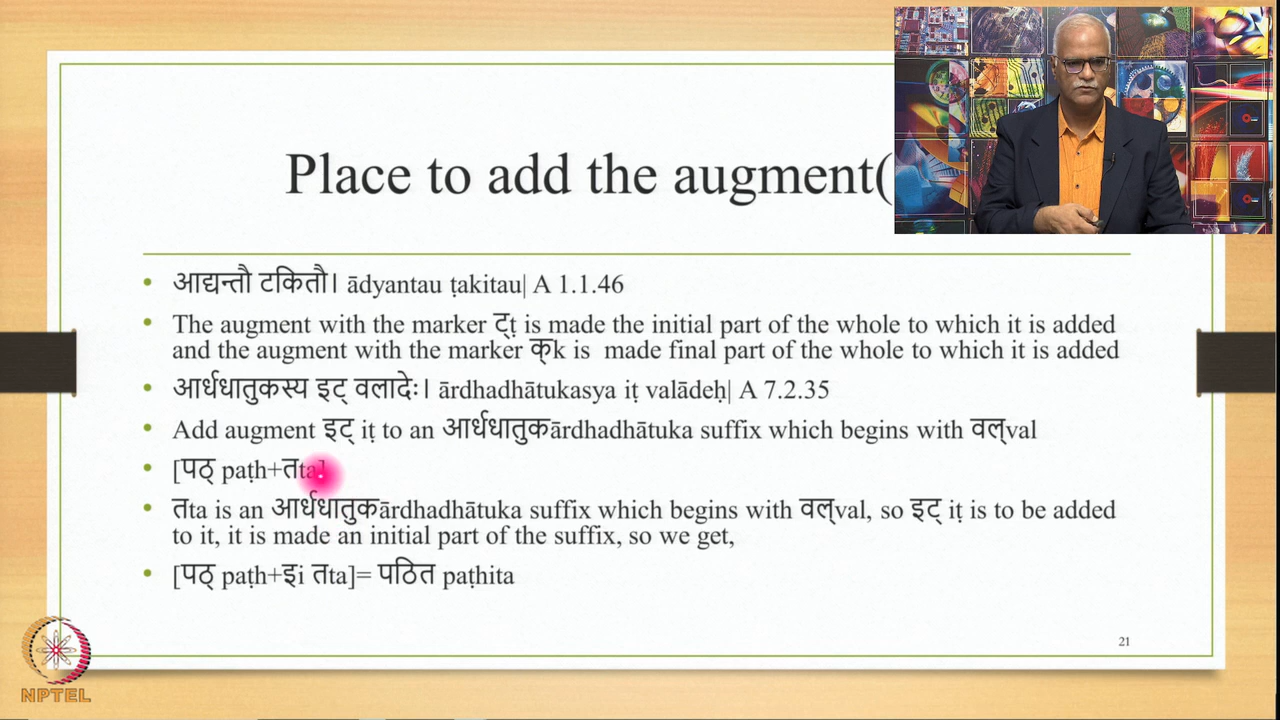 Place to add the augment(
आद्यन्तौ टकितौ। ādyantau ṭakitau| A 1.1.46
The augment with the marker ट्ṭ is made the initial part of the whole to which it is added
and the augment with the marker क्k is made final part of the whole to which it is added
आर्धधातुकस्य इट् वलादेः। ārdhadhātukasya iṭ valādeḥ| A 7.2.35
Add augment इट् iṭ to an आर्धधातुकārdhadhātuka suffix which begins with वल्val
[पठ् paṭh+तta]
तta is an आर्धधातुकārdhadhātuka suffix which begins with वल्val, so इट् iṭ is to be added
to it, it is made an initial part of the suffix, so we get,
[पठ् paṭh+इi तta]= पठित paṭhita
21
NPTEL